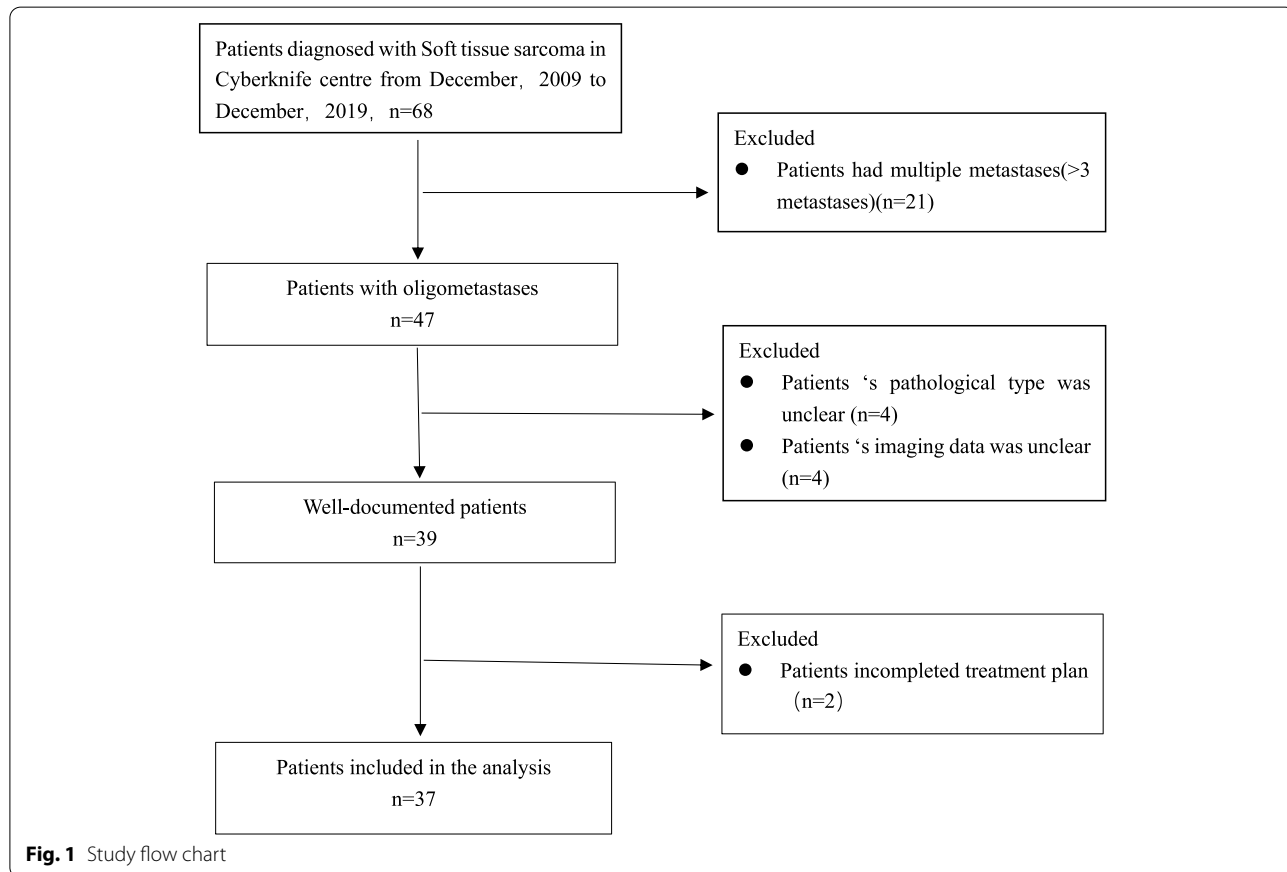 Patients diagnosed with Soft tissue sarcoma in
Cyberknife centre from December，2009 to
December，2019，n=68
Excluded
● Patients had multiple metastases(>3
metastases)(n=21)
Patients with oligometastases
n=47
Excluded
● Patients ‘s pathological type was
unclear (n=4)
● Patients ‘s imaging data was unclear
(n=4)
Well-documented patients
n=39
Excluded
● Patients incompleted treatment plan
（n=2）
Patients included in the analysis
n=37
Fig. 1 Study flow chart